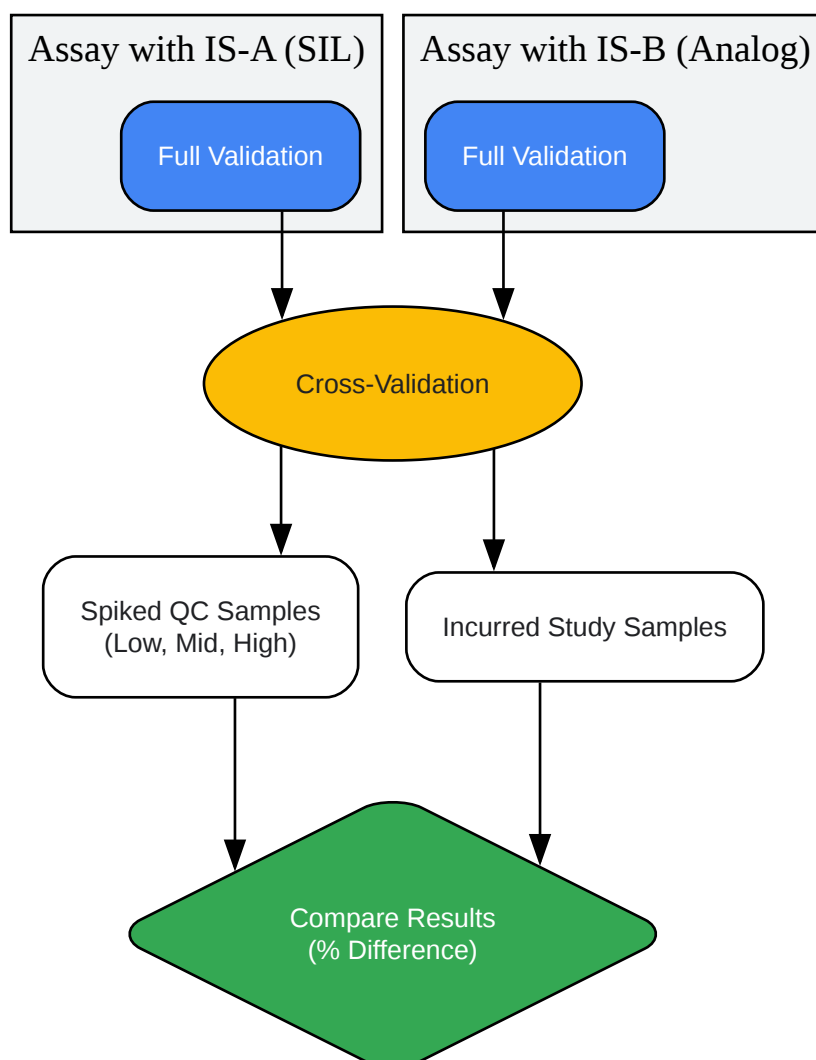 Assay with IS-A (SIL)
Assay with IS-B (Analog)
Full Validation
Full Validation
Cross-Validation
Spiked QC Samples
(Low, Mid, High)
Incurred Study Samples
Compare Results
(% Difference)